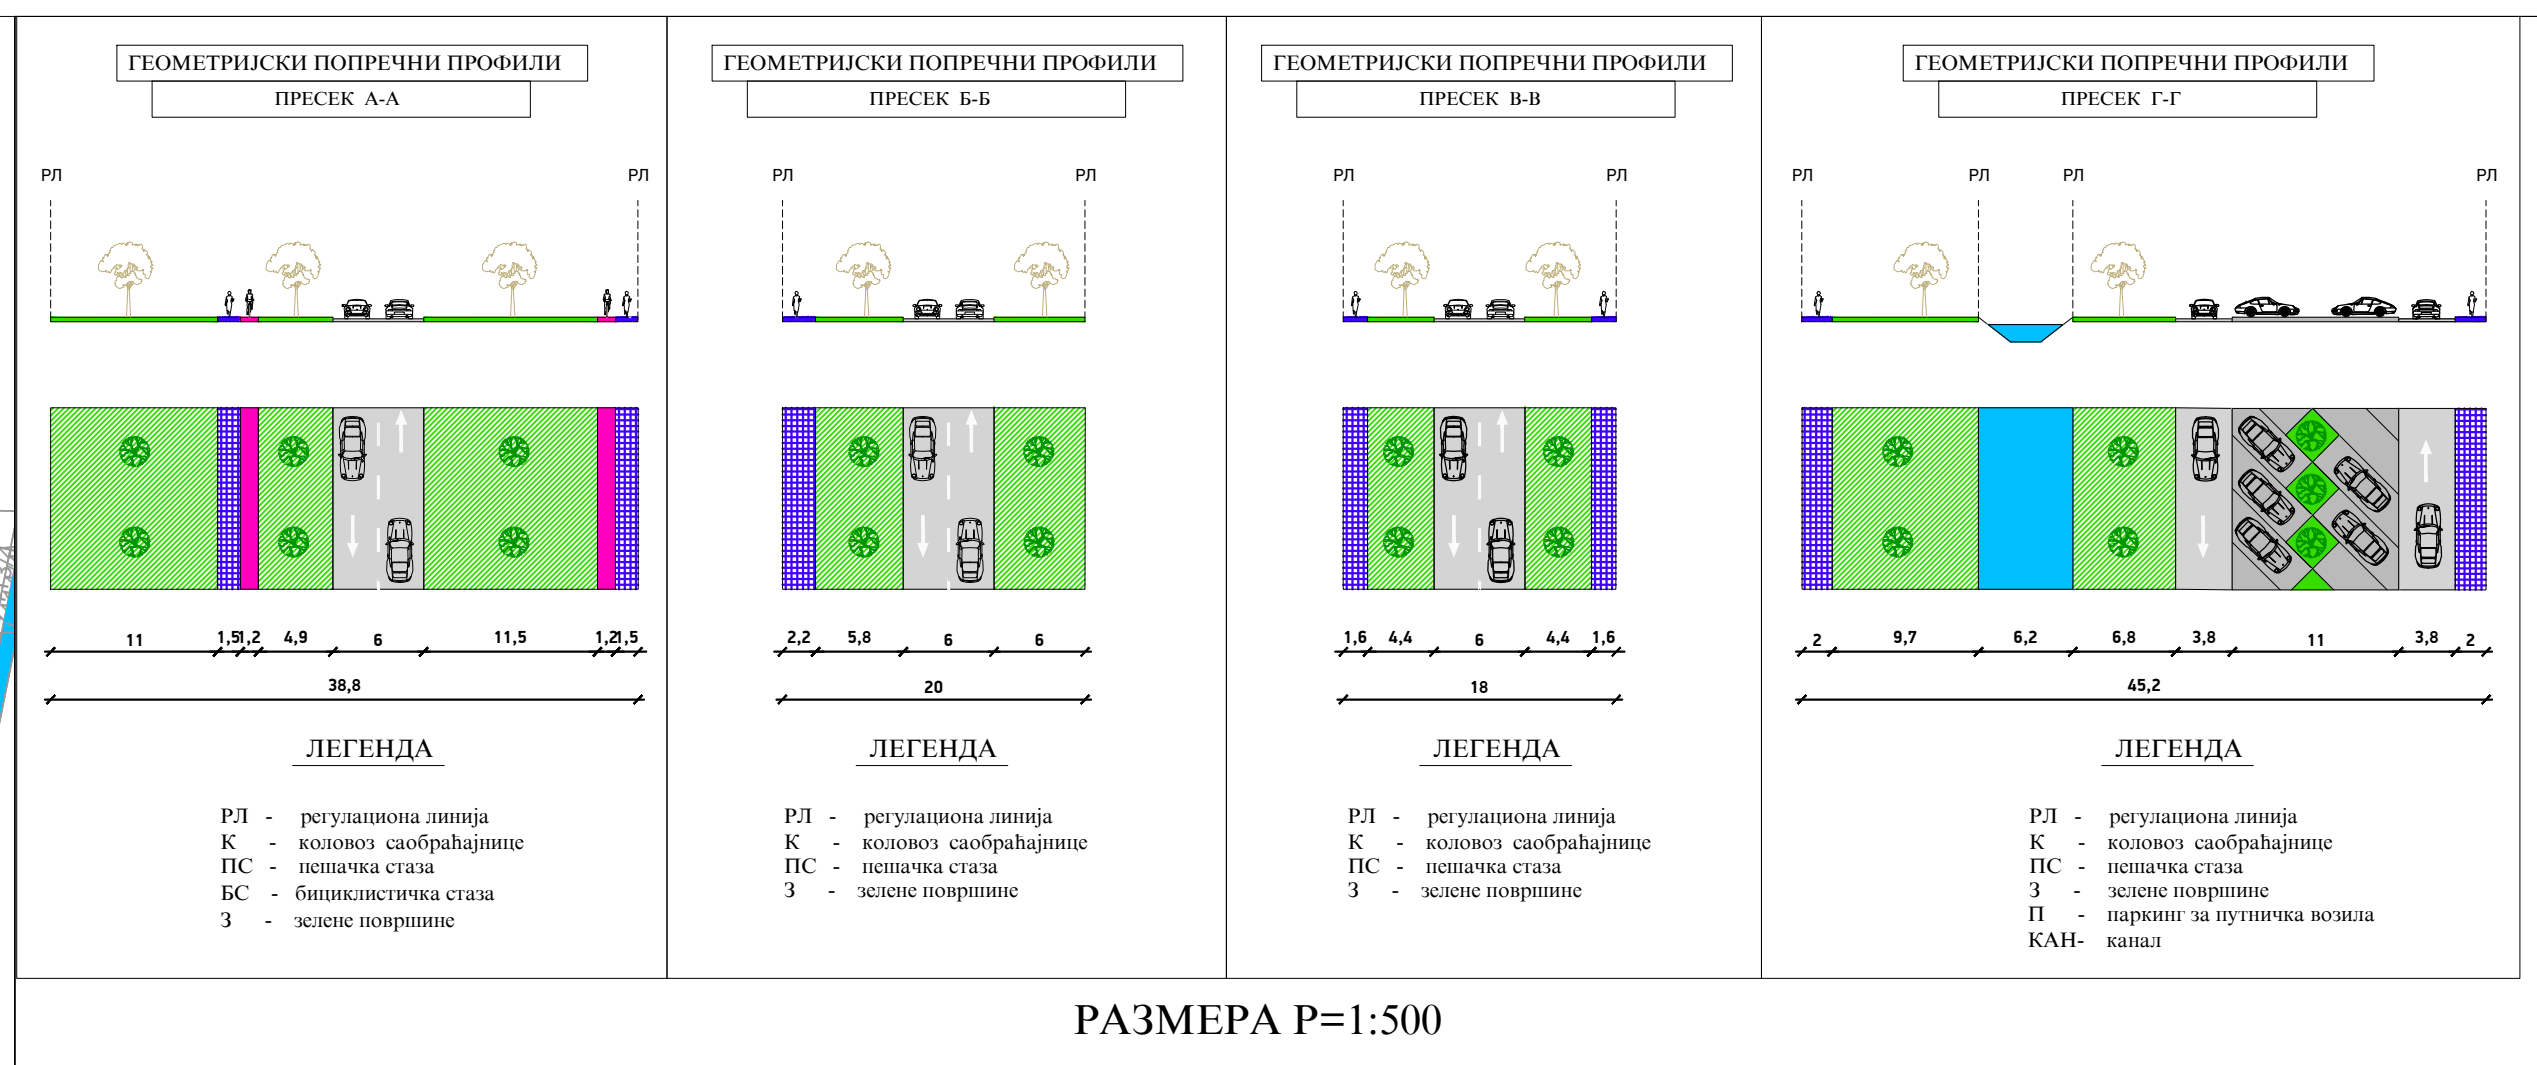 ГЕОМЕТРИЈСКИ ПОПРЕЧНИ ПРОФИЛИ
ПРЕСЕК А-А
РЛ РЛ
11 1,5 1,2 4,9 6 11,5 1,2 1,5
38,8
ЛЕГЕНДА
РЛ - регулациона линија
К - коловоз саобраћајнице
ПС - пешачка стаза
БС - бициклистичка стаза
З - зелене површине
ГЕОМЕТРИЈСКИ ПОПРЕЧНИ ПРОФИЛИ
ПРЕСЕК Б-Б
РЛ РЛ
2,2 5,8 6 6
20
ЛЕГЕНДА
РЛ - регулациона линија
К - коловоз саобраћајнице
ПС - пешачка стаза
З - зелене површине
ГЕОМЕТРИЈСКИ ПОПРЕЧНИ ПРОФИЛИ
ПРЕСЕК В-В
РЛ РЛ
1,6 4,4 6 4,4 1,6
18
ЛЕГЕНДА
РЛ - регулациона линија
К - коловоз саобраћајнице
ПС - пешачка стаза
З - зелене површине
ГЕОМЕТРИЈСКИ ПОПРЕЧНИ ПРОФИЛИ
ПРЕСЕК Г-Г
РЛ РЛ РЛ РЛ
2 9,7 6,2 6,8 3,8 11 3,8 2
45,2
ЛЕГЕНДА
РЛ - регулациона линија
К - коловоз саобраћајнице
ПС - пешачка стаза
З - зелене површине
П - паркинг за путничка возила
КАН- канал
РАЗМЕРА Р=1:500